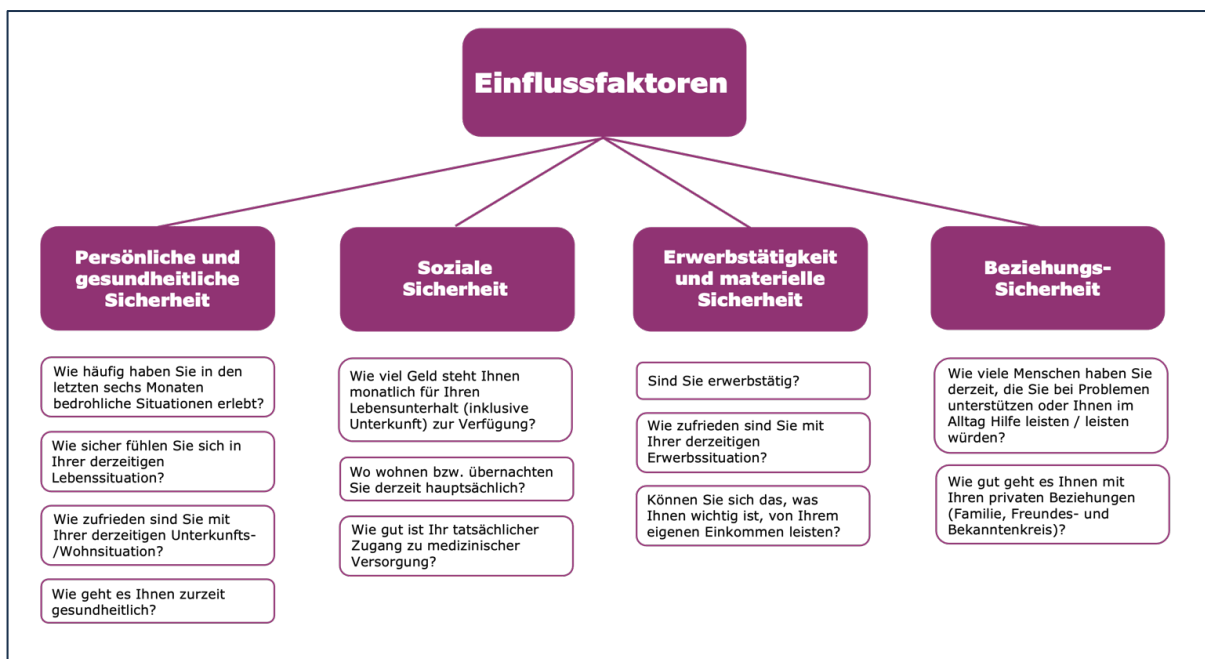 Einflussfaktoren
Persönliche und
gesundheitliche
Sicherheit
Wie häufig haben Sie in den
letzten sechs Monaten
bedrohliche Situationen erlebt?
Wie sicher fühlen Sie sich in
Ihrer derzeitigen
Lebenssituation?
Wie zufrieden sind Sie mit
Ihrer derzeitigen Unterkunfts-
/Wohnsituation?
Wie geht es Ihnen zurzeit
gesundheitlich?
Soziale
Sicherheit
Wie viel Geld steht Ihnen
monatlich für Ihren
Lebensunterhalt (inklusive
Unterkunft) zur Verfügung?
Wo wohnen bzw. übernachten
Sie derzeit hauptsächlich?
Wie gut ist Ihr tatsächlicher
Zugang zu medizinischer
Versorgung?
Erwerbstätigkeit
und materielle
Sicherheit
Sind Sie erwerbstätig?
Wie zufrieden sind Sie mit
Ihrer derzeitigen
Erwerbssituation?
Können Sie sich das, was
Ihnen wichtig ist, von Ihrem
eigenen Einkommen leisten?
Beziehungs-
Sicherheit
Wie viele Menschen haben Sie
derzeit, die Sie bei Problemen
unterstützen oder Ihnen im
Alltag Hilfe leisten / leisten
würden?
Wie gut geht es Ihnen mit
Ihren privaten Beziehungen
(Familie, Freundes- und
Bekanntenkreis)?